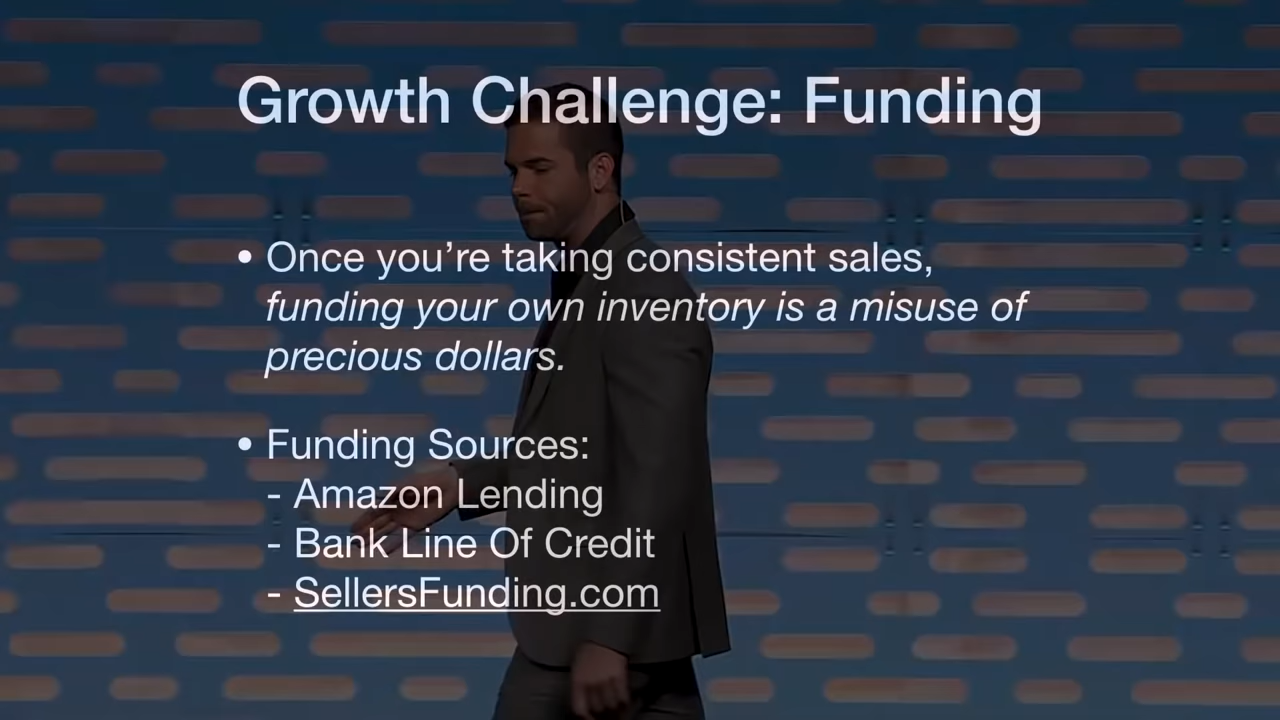 Growth Challenge: Funding
• Once you’re taking consistent sales,
funding your own inventory is a misuse of
precious dollars.
• Funding Sources:
- Amazon Lending
- Bank Line Of Credit
- SellersFunding.com